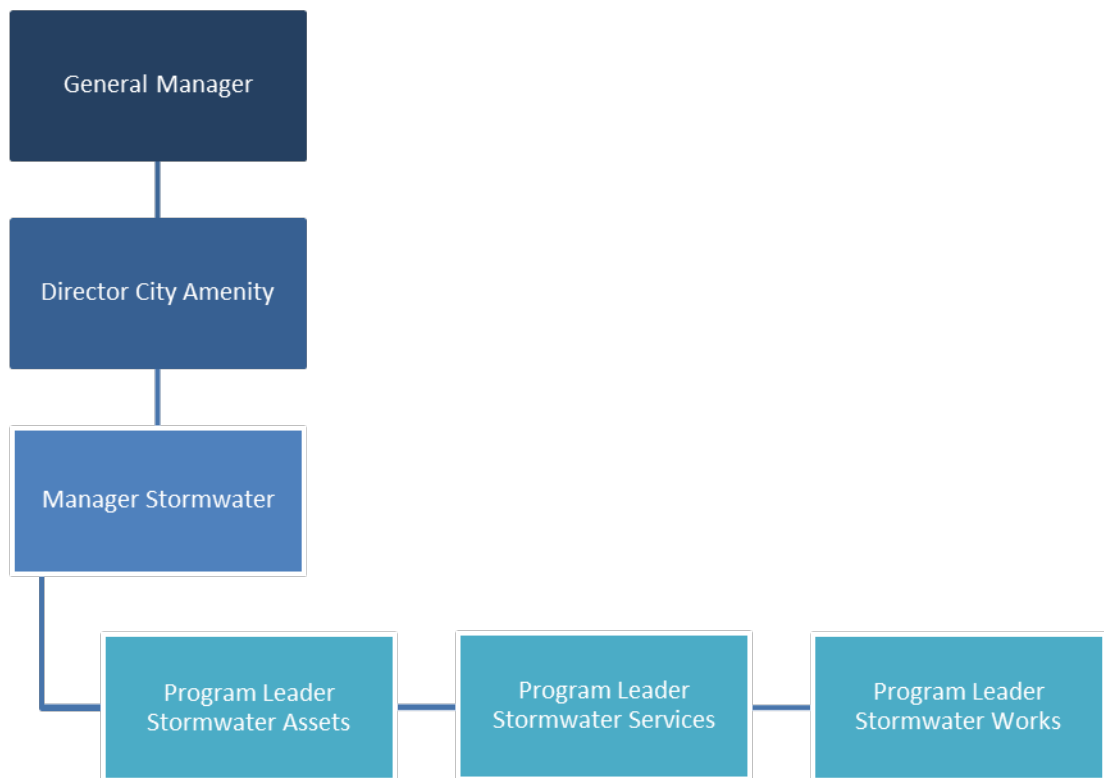 General Manager
Director City Amenity
Manager Stormwater
Program Leader
Stormwater Assets
Program Leader
Stormwater Services
Program Leader
Stormwater Works